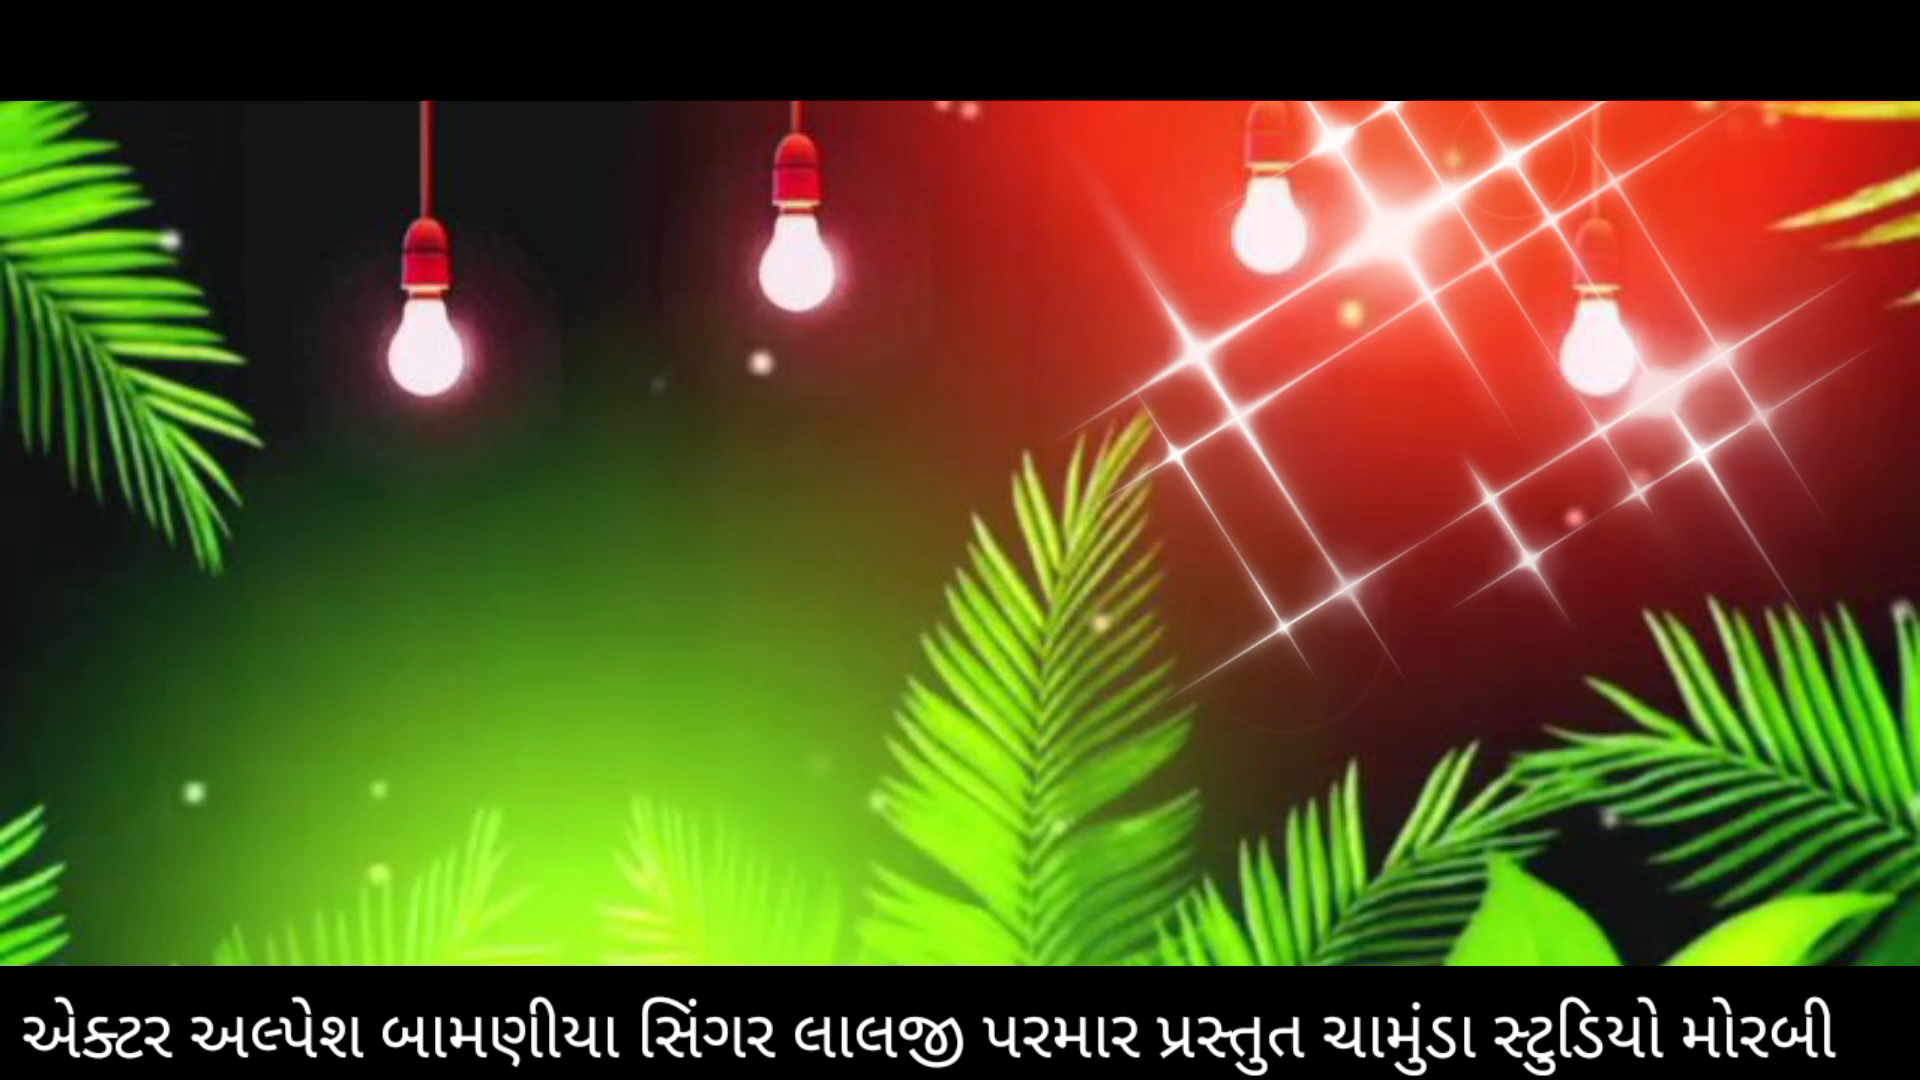 એક્ટર અલ્પેશ બામણીયા સિંગર લાલજી પરમાર પ્રસ્તુત ચામુંડા સ્ટુડિયો મોરબી